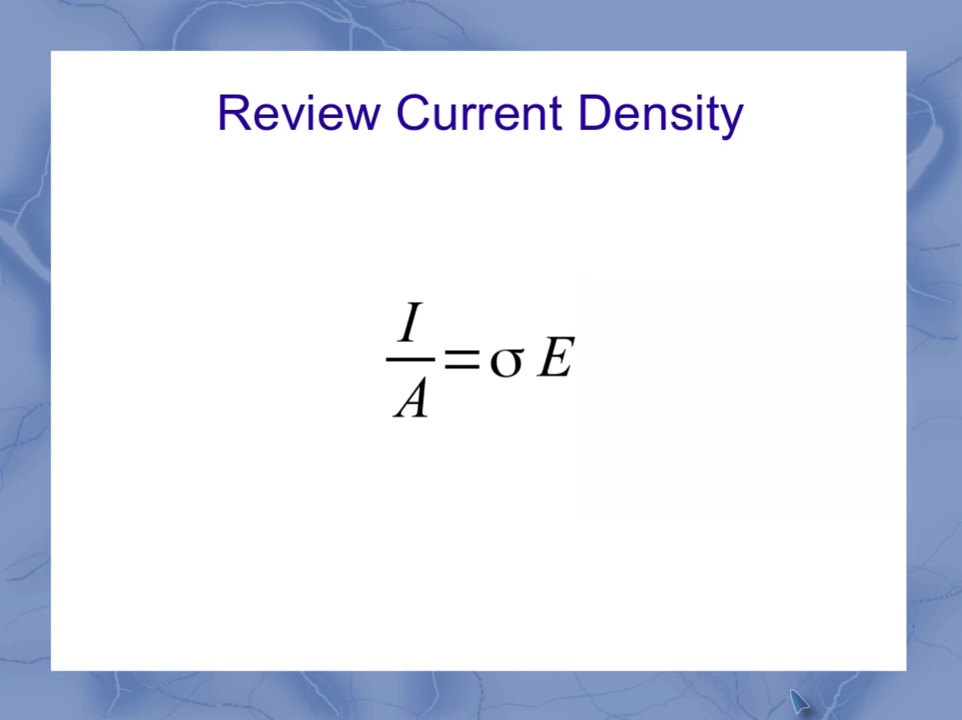 Review Current Density
I/A = σ E